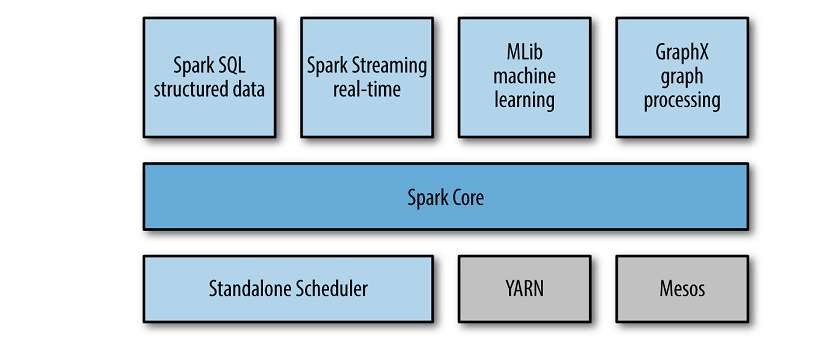 Spark SQL
structured data
Spark Streaming
real-time
MLib
machine
learning
GraphX
graph
processing
Spark Core
Standalone Scheduler
YARN
Mesos